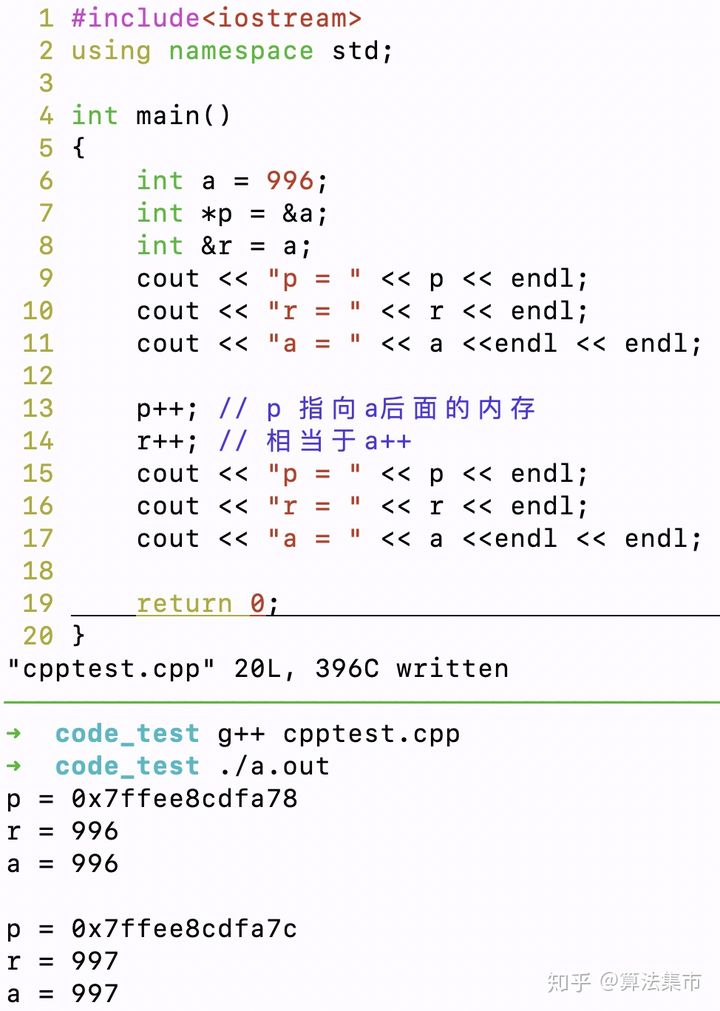 1 #include<iostream>
2 using namespace std;
3
4 int main()
5 {
6     int a = 996;
7     int *p = &a;
8     int &r = a;
9     cout << "p = " << p << endl;
10     cout << "r = " << r << endl;
11     cout << "a = " << a <<endl << endl;
12
13     p++; // p 指向a后面的内存
14     r++; // 相当于a++
15     cout << "p = " << p << endl;
16     cout << "r = " << r << endl;
17     cout << "a = " << a <<endl << endl;
18
19     return 0;
20 }
"cpptest.cpp" 20L, 396C written
➜  code_test g++ cpptest.cpp
➜  code_test ./a.out
p = 0x7ffee8cdfa78
r = 996
a = 996

p = 0x7ffee8cdfa7c
r = 997
a = 997
知乎 @算法集市